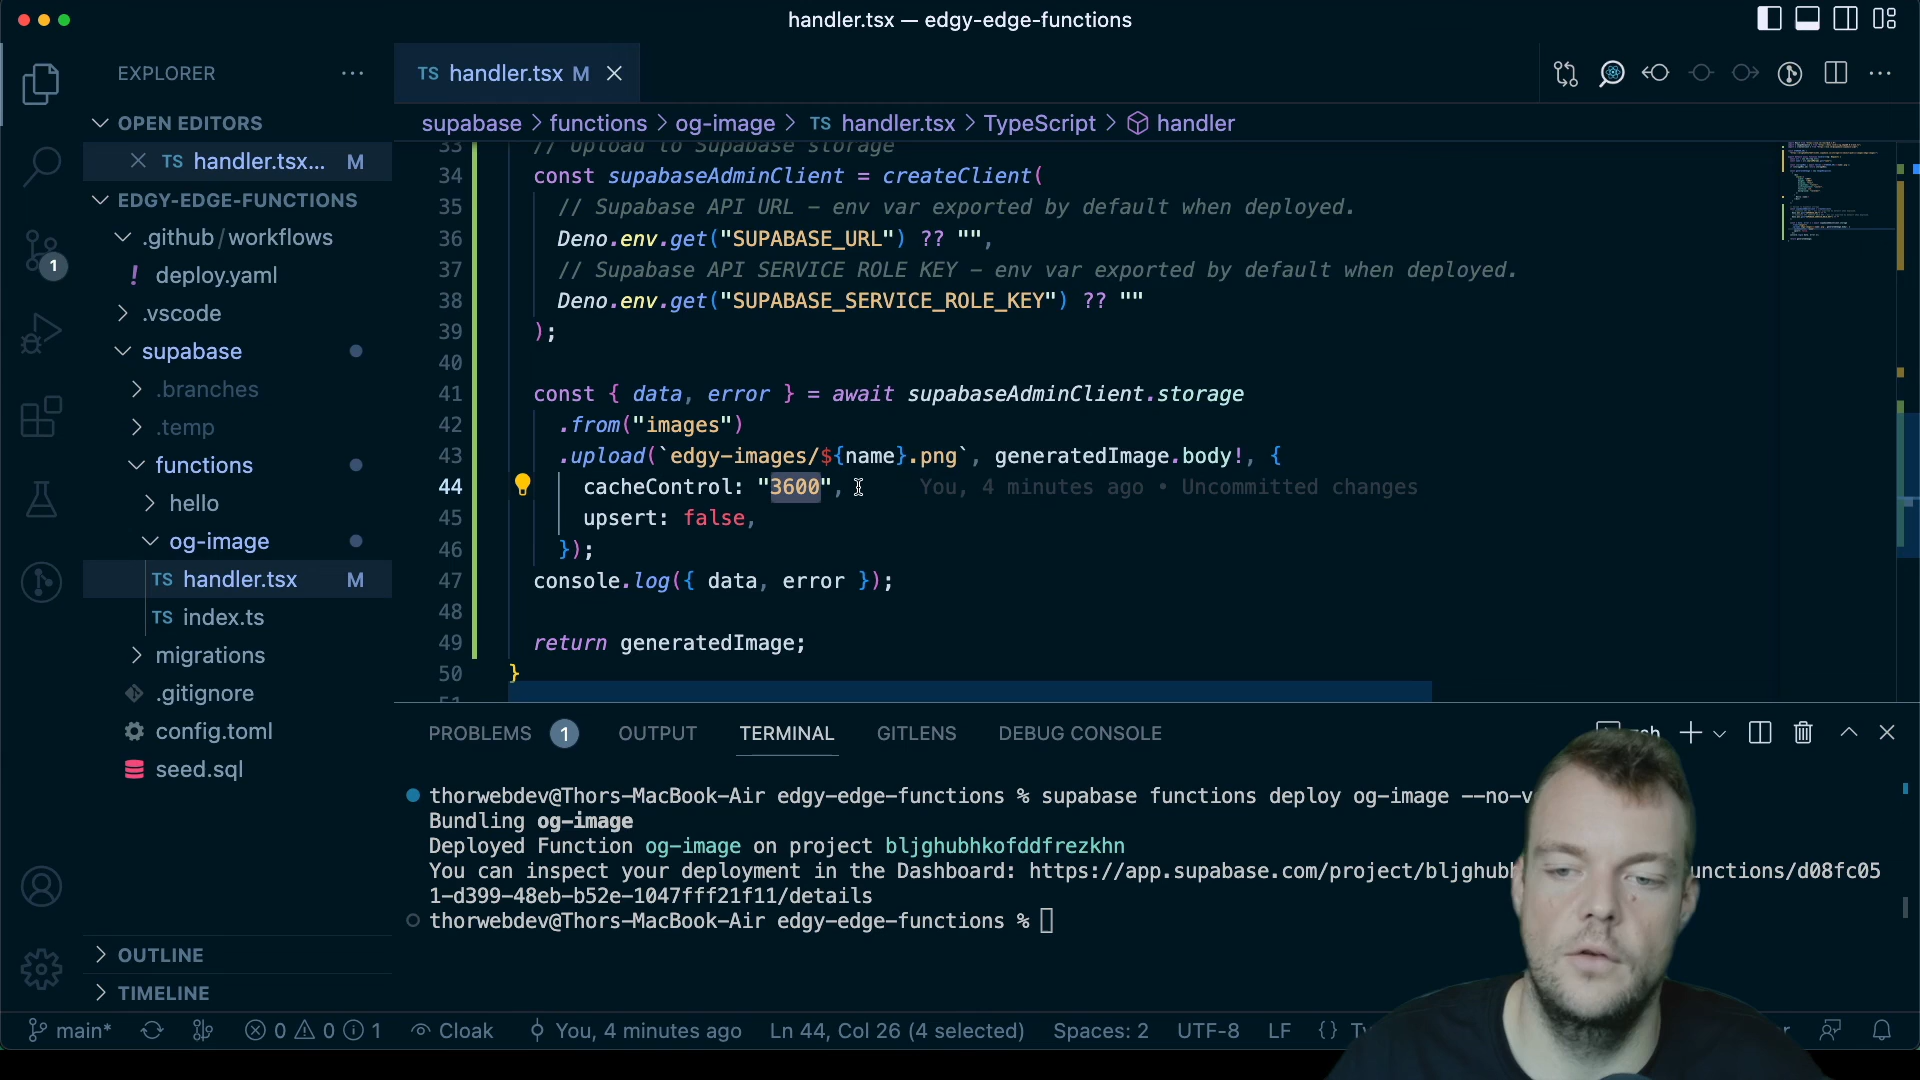 handler.tsx — edgy-edge-functions
EXPLORER
TS handler.tsx M
OPEN EDITORS
TS handler.tsx... M
supabase > functions > og-image > TS handler.tsx > TypeScript > handler
EDGY-EDGE-FUNCTIONS
.github/workflows
! deploy.yaml
.vscode
supabase
.branches
.temp
functions
hello
og-image
TS handler.tsx M
TS index.ts
migrations
.gitignore
config.toml
seed.sql
OUTLINE
TIMELINE
1
33 // Upload to Supabase storage
34 const supabaseAdminClient = createClient(
35 // Supabase API URL – env var exported by default when deployed.
36 Deno.env.get("SUPABASE_URL") ?? "",
37 // Supabase API SERVICE ROLE KEY – env var exported by default when deployed.
38 Deno.env.get("SUPABASE_SERVICE_ROLE_KEY") ?? ""
39 );
40
41 const { data, error } = await supabaseAdminClient.storage
42 .from("images")
43 .upload(`edgy-images/${name}.png`, generatedImage.body!, {
44 cacheControl: "3600", You, 4 minutes ago • Uncommitted changes
45 upsert: false,
46 });
47 console.log({ data, error });
48
49 return generatedImage;
50 }
51
PROBLEMS 1 OUTPUT TERMINAL GITLENS DEBUG CONSOLE
thorwebdev@Thors-MacBook-Air edgy-edge-functions % supabase functions deploy og-image --no-v
Bundling og-image
Deployed Function og-image on project bljghubhkofddfrezkhn
You can inspect your deployment in the Dashboard: https://app.supabase.com/project/bljghub unctions/d08fc05
1-d399-48eb-b52e-1047fff21f11/details
thorwebdev@Thors-MacBook-Air edgy-edge-functions %
main* 0 0 1 Cloak You, 4 minutes ago Ln 44, Col 26 (4 selected) Spaces: 2 UTF-8 LF {}